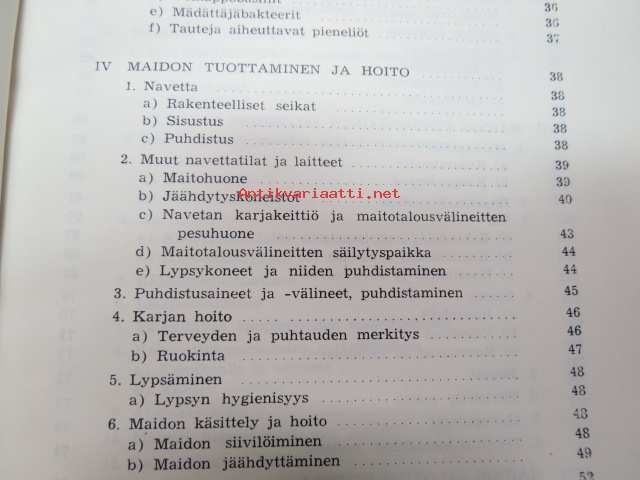 36
e) Mädättäjäbakteerit 36
f) Tauteja aiheuttavat pieneliöt 37
IV MAIDON TUOTTAMINEN JA HOITO 38
1. Navetta 38
a) Rakenteelliset seikat 38
b) Sisustus 38
c) Puhdistus 38
2. Muut navettatilat ja laitteet 39
a) Maitohuone 39
Antikvariaatti.net
b) Jäähdytyskoneistot 40
c) Navetan karjakeittiö ja maitotalousvälineitten
pesuhuone 43
d) Maitotalousvälineitten säilytyspaikka 44
e) Lypsykoneet ja niiden puhdistaminen 44
3. Puhdistusaineet ja -välineet, puhdistaminen 45
4. Karjan hoito 46
a) Terveyden ja puhtauden merkitys 46
b) Ruokinta 47
5. Lypsäminen 48
a) Lypsyn hygienisyys 48
6. Maidon käsittely ja hoito 48
a) Maidon siivilöiminen 48
b) Maidon jäähdyttäminen 49
52